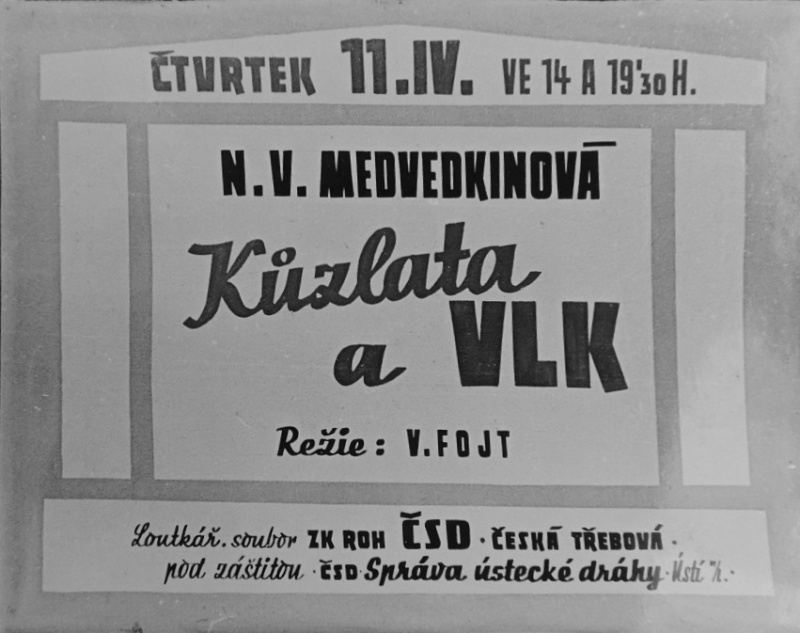 ČTVRTEK 11.IV. VE 14 A 19'30 H.
N.V. MEDVEDKINOVÁ
Kůzlata
a VLK
Režie: V. FOJT
Loutkář. soubor ZK ROH ČSD · ČESKÁ TŘEBOVÁ ·
pod záštitou · ČSD · Správa ústecké dráhy · Ústí n/L.